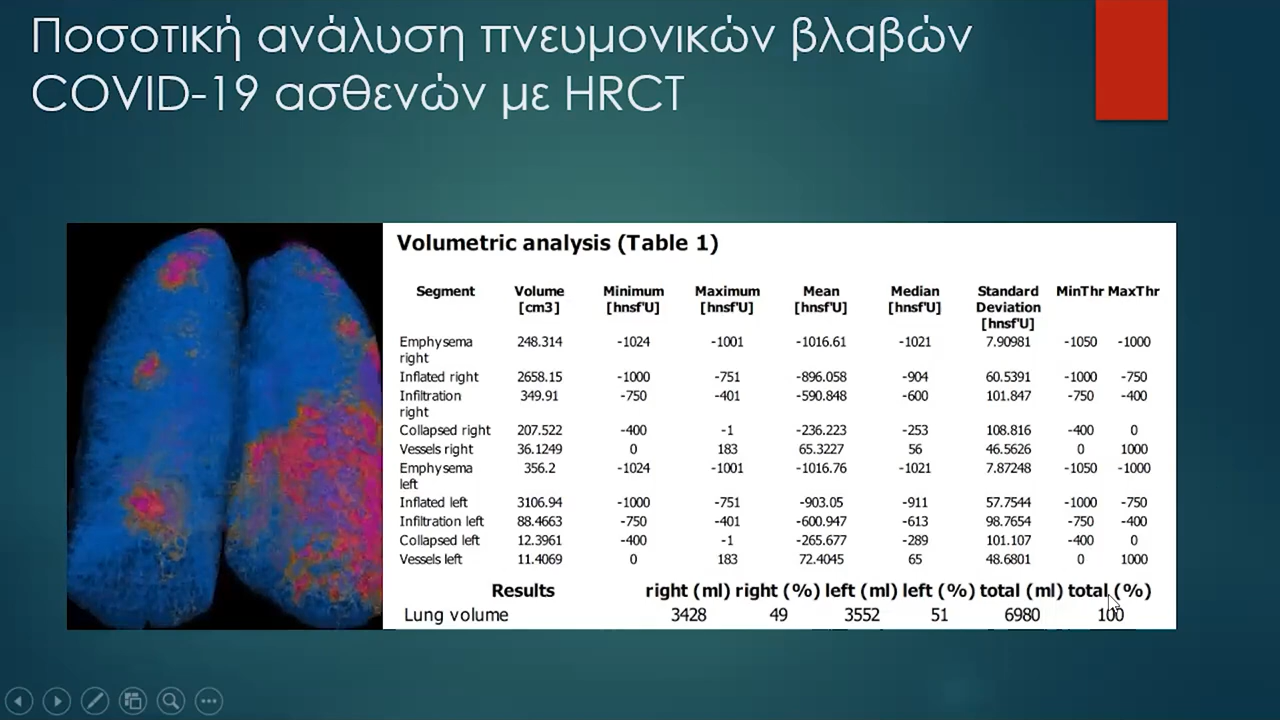 Ποσοτική ανάλυση πνευμονικών βλαβών
COVID-19 ασθενών με HRCT
Volumetric analysis (Table 1)
Segment Volume [cm3] Minimum [hnsf'U] Maximum [hnsf'U] Mean [hnsf'U] Median [hnsf'U] Standard Deviation [hnsf'U] MinThr MaxThr
Emphysema right 248.314 -1024 -1001 -1016.61 -1021 7.90981 -1050 -1000
Inflated right 2658.15 -1000 -751 -896.058 -904 60.5391 -1000 -750
Infiltration right 349.91 -750 -401 -590.848 -600 101.847 -750 -400
Collapsed right 207.522 -400 -1 -236.223 -253 108.816 -400 0
Vessels right 36.1249 0 183 65.3227 56 46.5626 0 1000
Emphysema left 356.2 -1024 -1001 -1016.76 -1021 7.87248 -1050 -1000
Inflated left 3106.94 -1000 -751 -903.05 -911 57.7544 -1000 -750
Infiltration left 88.4663 -750 -401 -600.947 -613 98.7654 -750 -400
Collapsed left 12.3961 -400 -1 -265.677 -289 101.107 -400 0
Vessels left 11.4069 0 183 72.4045 65 48.6801 0 1000
Results right (ml) right (%) left (ml) left (%) total (ml) total (%)
Lung volume 3428 49 3552 51 6980 100